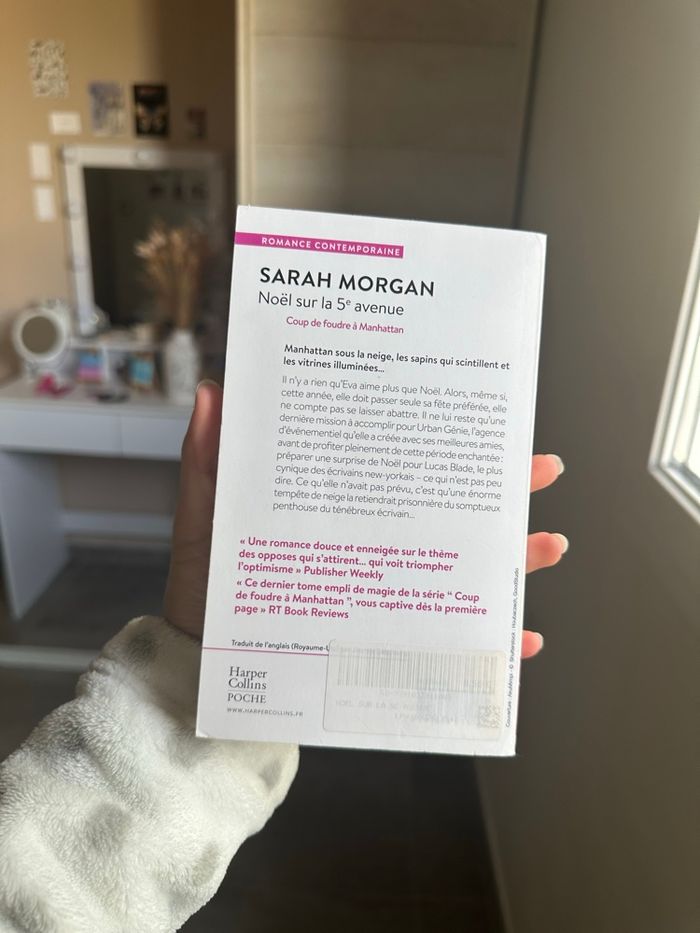 ROMANCE CONTEMPORAINE
SARAH MORGAN
Noël sur la 5e avenue
Coup de foudre à Manhattan
Manhattan sous la neige, les sapins qui scintillent et
les vitrines illuminées...
Il n'y a rien qu'Eva aime plus que Noël. Alors, même si,
cette année, elle doit passer seule sa fête préférée, elle
ne compte pas se laisser abattre. Il ne lui reste qu'une
dernière mission à accomplir pour Urban Génie, l'agence
d'événementiel qu'elle a créée avec ses meilleures amies,
avant de profiter pleinement de cette période enchantée :
préparer une surprise de Noël pour Lucas Blade, le plus
cynique des écrivains new-yorkais – ce qui n'est pas peu
dire. Ce qu'elle n'avait pas prévu, c'est qu'une énorme
tempête de neige la retiendrait prisonnière du somptueux
penthouse du ténébreux écrivain...
« Une romance douce et enneigée sur le thème
des opposes qui s'attirent... qui voit triompher
l'optimisme » Publisher Weekly
« Ce dernier tome empli de magie de la série " Coup
de foudre à Manhattan ", vous captive dès la première
page » RT Book Reviews
Traduit de l'anglais (Royaume-U
Harper
Collins
POCHE
WWW.HARPERCOLLINS.FR
NOEL SUR LA 5E AVENUE
Couverture : © Shutterstock